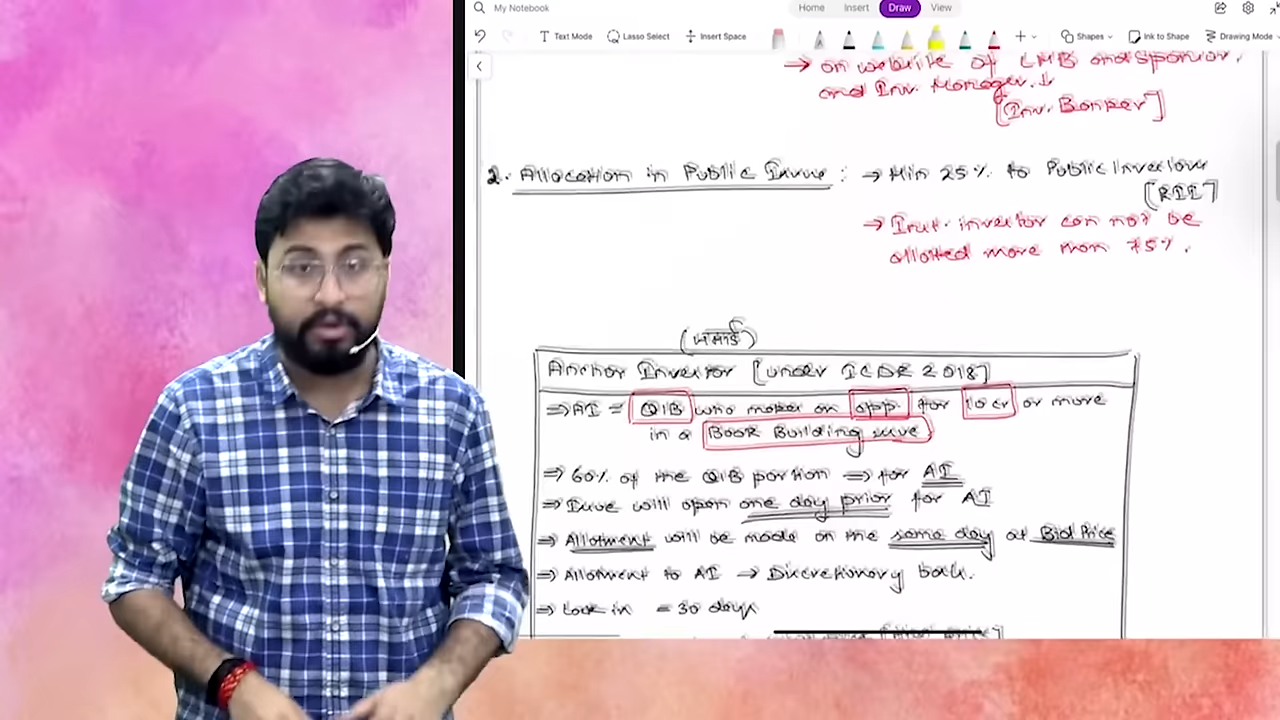 My Notebook
Home Insert Draw View
Text Mode Lasso Select Insert Space Shapes Ink to Shape Drawing Mode
→ on website of LMB and sponsor,
and Inv. Manager. ↓
[Inv. Banker]
2. Allocation in Public Issue : → Min 25% to Public Investors
[RII]
→ Inst. investor can not be
allotted more than 75%.
Anchor Investor [under ICDR 2018]
⇒ AI = QIB who makes an app. for 10 cr or more
in a Book Building issue
⇒ 60% of the QIB portion ⇒ for AI
⇒ Issue will open one day prior for AI
⇒ Allotment will be made on the same day at Bid Price
⇒ Allotment to AI → Discretionary basis.
⇒ Lock in = 30 days